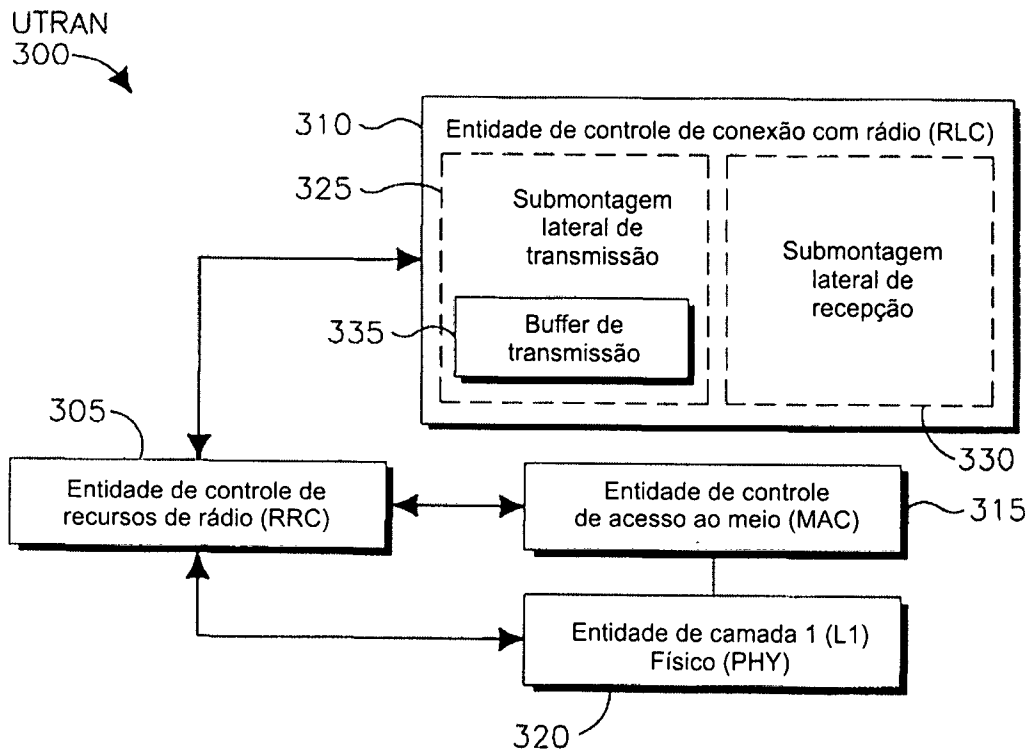 UTRAN
300
310
Entidade de controle de conexão com rádio (RLC)
325
Submontagem
lateral de
transmissão
Submontagem
lateral de
recepção
335
Buffer de
transmissão
305
330
Entidade de controle de
recursos de rádio (RRC)
Entidade de controle
de acesso ao meio (MAC)
315
Entidade de camada 1 (L1)
Físico (PHY)
320